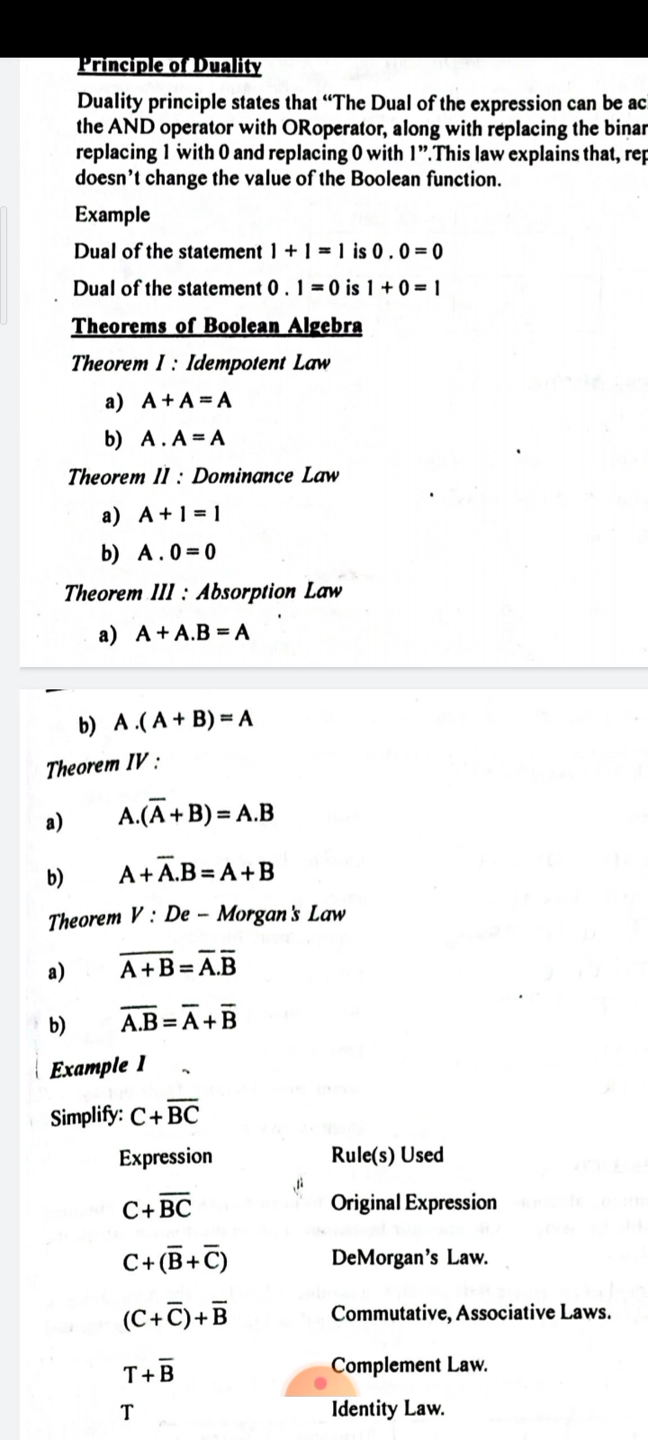 Principle of Duality
Duality principle states that “The Dual of the expression can be ac
the AND operator with ORoperator, along with replacing the binar
replacing 1 with 0 and replacing 0 with 1”.This law explains that, rep
doesn’t change the value of the Boolean function.
Example
Dual of the statement 1 + 1 = 1 is 0 . 0 = 0
Dual of the statement 0 . 1 = 0 is 1 + 0 = 1
Theorems of Boolean Algebra
Theorem I : Idempotent Law
a) A + A = A
b) A . A = A
Theorem II : Dominance Law
a) A + 1 = 1
b) A . 0 = 0
Theorem III : Absorption Law
a) A + A.B = A
b) A .( A + B) = A
Theorem IV :
a) A.(A̅ + B) = A.B
b) A + A̅.B = A + B
Theorem V : De – Morgan's Law
a) A̅ ̅+̅ ̅B̅ = A̅.B̅
b) A̅.̅B̅ = A̅ + B̅
Example 1
Simplify: C + B̅C̅
Expression Rule(s) Used
C + B̅C̅ Original Expression
C + (B̅ + C̅) DeMorgan’s Law.
(C + C̅) + B̅ Commutative, Associative Laws.
T + B̅ Complement Law.
T Identity Law.